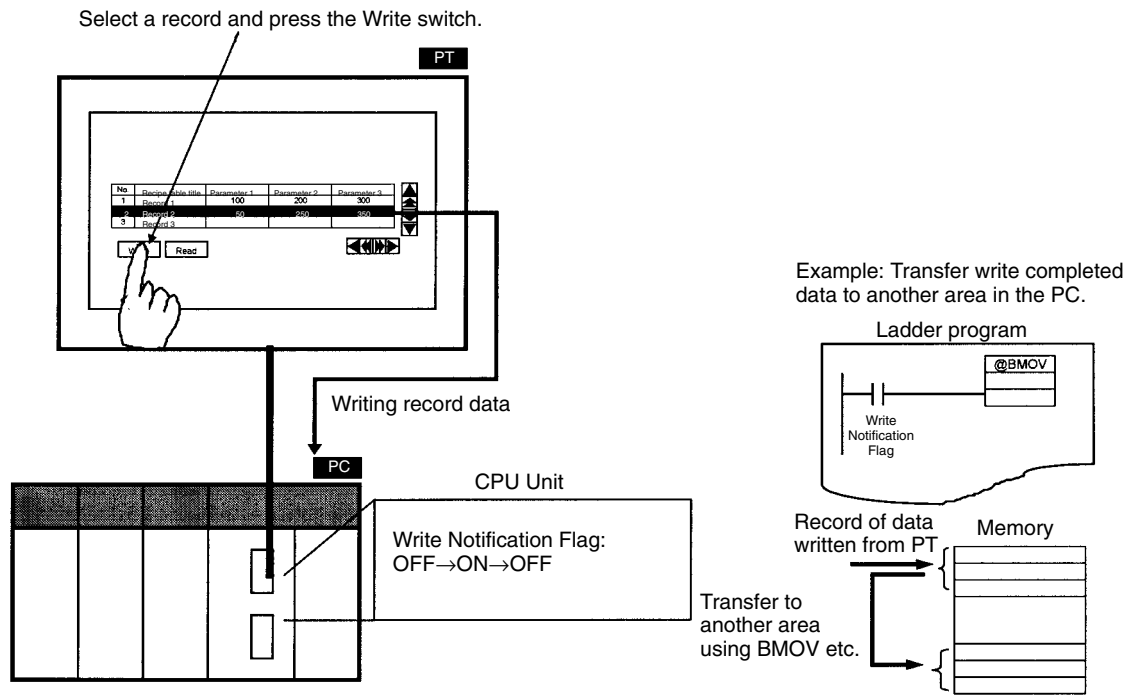 Select a record and press the Write switch.
PT
No. Recipe table title Parameter 1 Parameter 2 Parameter 3
1 Record 1 100 200 300
2 Record 2 50 250 350
3 Record 3
Read
Writing record data
PC
CPU Unit
Write Notification Flag:
OFF→ON→OFF
Example: Transfer write completed
data to another area in the PC.
Ladder program
@BMOV
Write
Notification
Flag
Record of data
written from PT
Memory
Transfer to
another area
using BMOV etc.